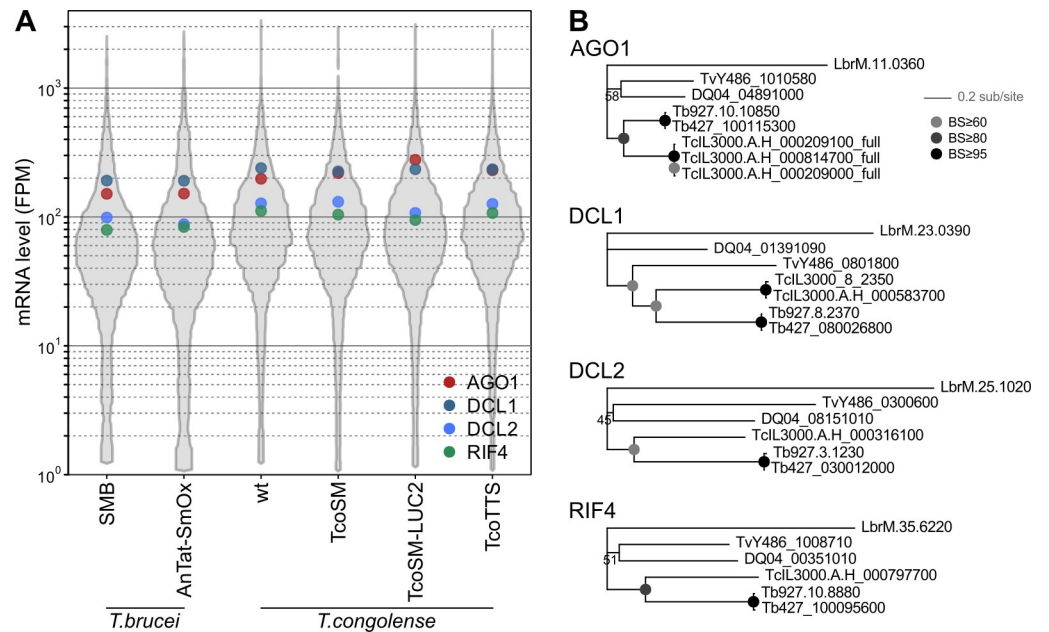 A
mRNA level (FPM)
10³
10²
10¹
10⁰
AGO1
DCL1
DCL2
RIF4
SMB
AnTat-SmOx
wt
TcoSM
TcoSM-LUC2
TcoTTS
T.brucei
T.congolense
B
AGO1
LbrM.11.0360
TvY486_1010580
58
DQ04_04891000
Tb927.10.10850
Tb427_100115300
TcIL3000.A.H_000209100_full
TcIL3000.A.H_000814700_full
TcIL3000.A.H_000209000_full
0.2 sub/site
BS≥60
BS≥80
BS≥95
DCL1
LbrM.23.0390
DQ04_01391090
TvY486_0801800
TcIL3000_8_2350
TcIL3000.A.H_000583700
Tb927.8.2370
Tb427_080026800
DCL2
LbrM.25.1020
TvY486_0300600
45
DQ04_08151010
TcIL3000.A.H_000316100
Tb927.3.1230
Tb427_030012000
RIF4
LbrM.35.6220
TvY486_1008710
51
DQ04_00351010
TcIL3000.A.H_000797700
Tb927.10.8880
Tb427_100095600